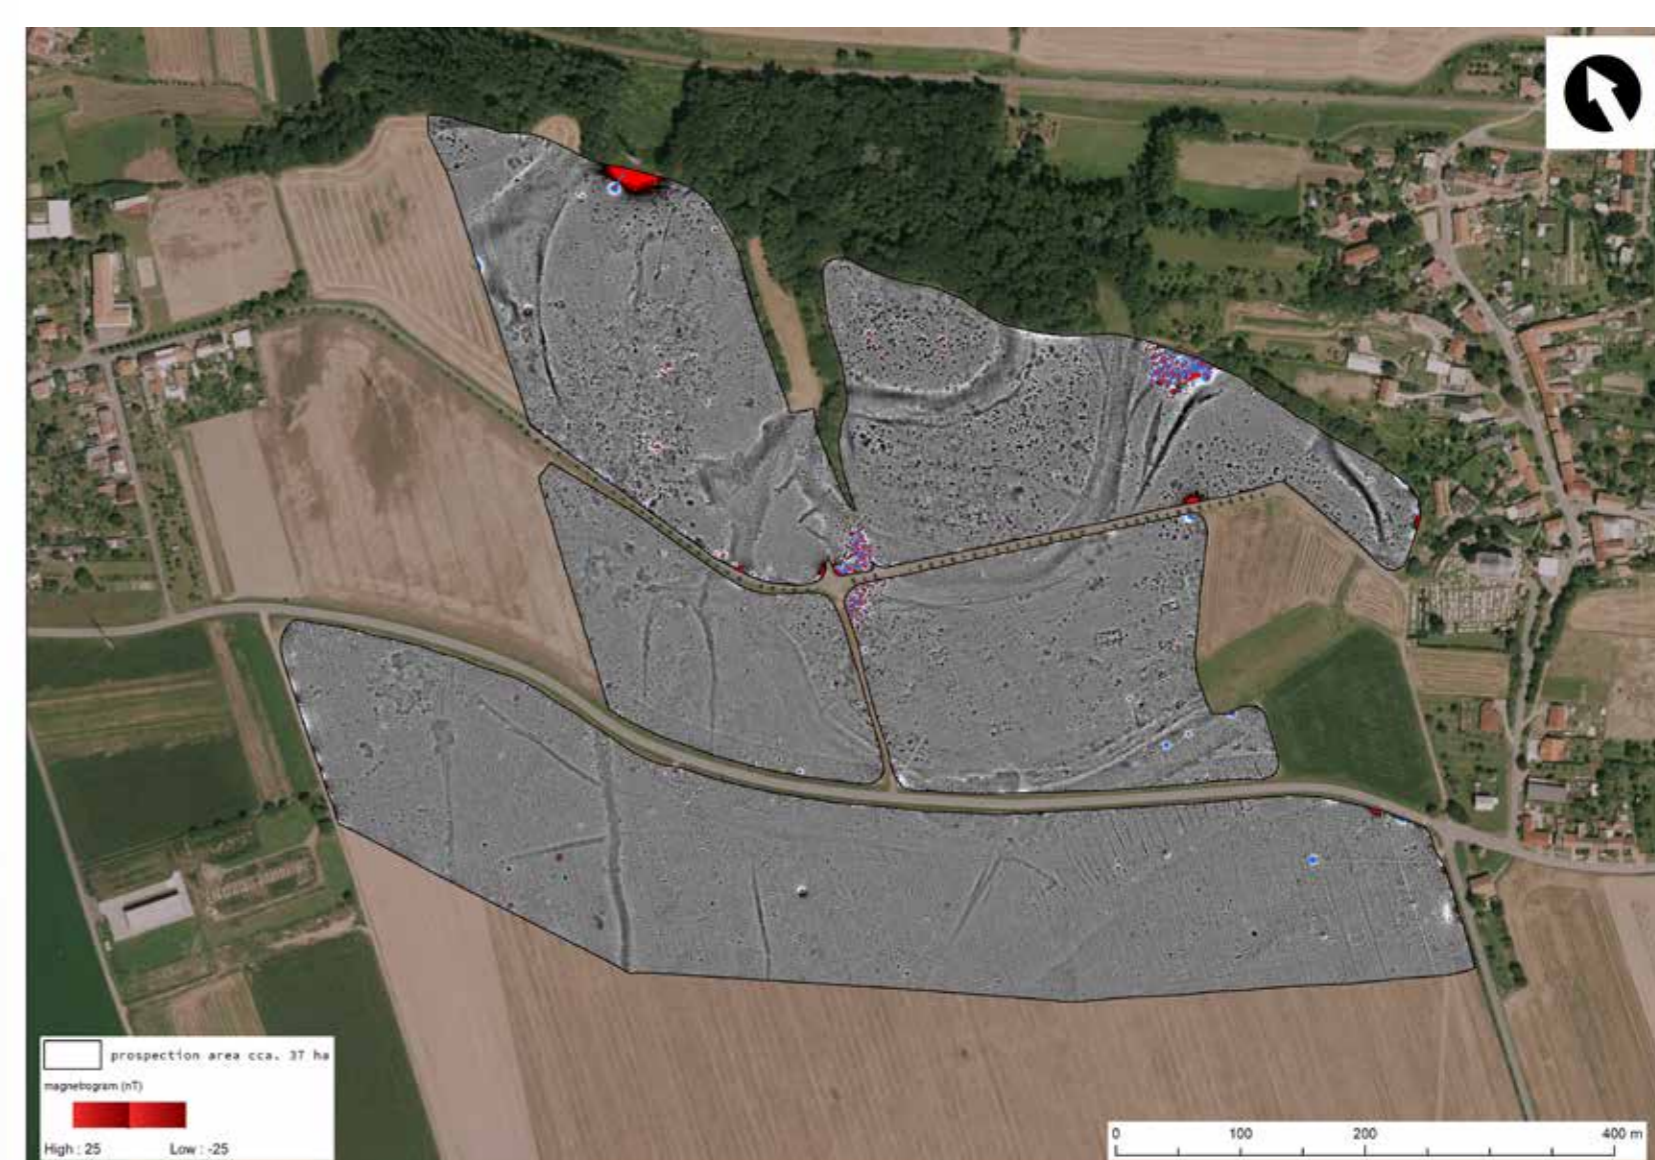 prospection area cca. 37 ha
magnetogram (nT)
High : 25 Low : -25
0 100 200 400 m